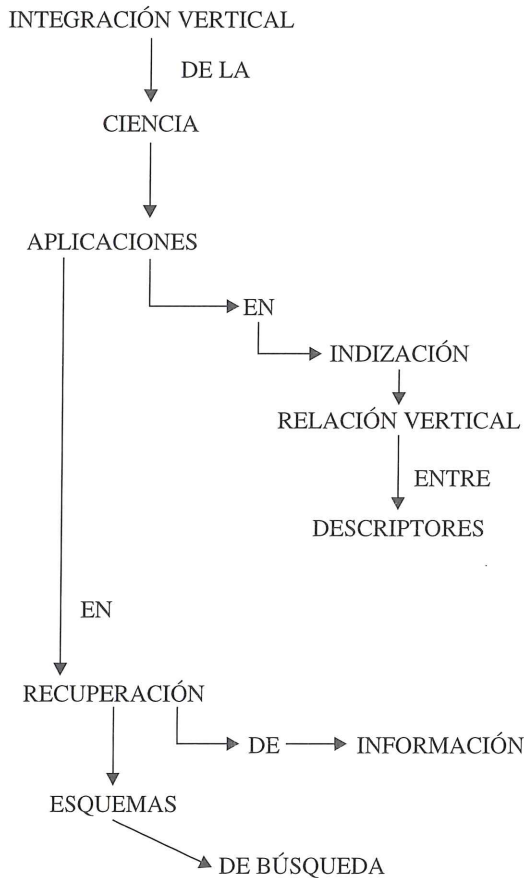 INTEGRACIÓN VERTICAL
DE LA
CIENCIA
APLICACIONES
EN
INDIZACIÓN
RELACIÓN VERTICAL
ENTRE
DESCRIPTORES
EN
RECUPERACIÓN
DE
INFORMACIÓN
ESQUEMAS
DE BÚSQUEDA